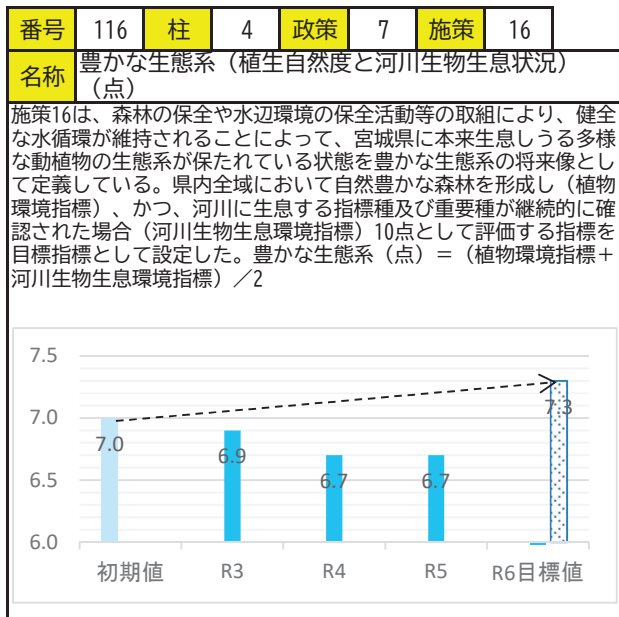 番号 116 柱 4 政策 7 施策 16
名称 豊かな生態系（植生自然度と河川生物生息状況）
（点）
施策16は、森林の保全や水辺環境の保全活動等の取組により、健全
な水循環が維持されることによって、宮城県に本来生息しうる多様
な動植物の生態系が保たれている状態を豊かな生態系の将来像とし
て定義している。県内全域において自然豊かな森林を形成し（植物
環境指標）、かつ、河川に生息する指標種及び重要種が継続的に確
認された場合（河川生物生息環境指標）10点として評価する指標を
目標指標として設定した。豊かな生態系（点）＝（植物環境指標＋
河川生物生息環境指標）／2
7.5
7.0
6.5
6.0
7.0
6.9
6.7
6.7
7.3
初期値 R3 R4 R5 R6目標値